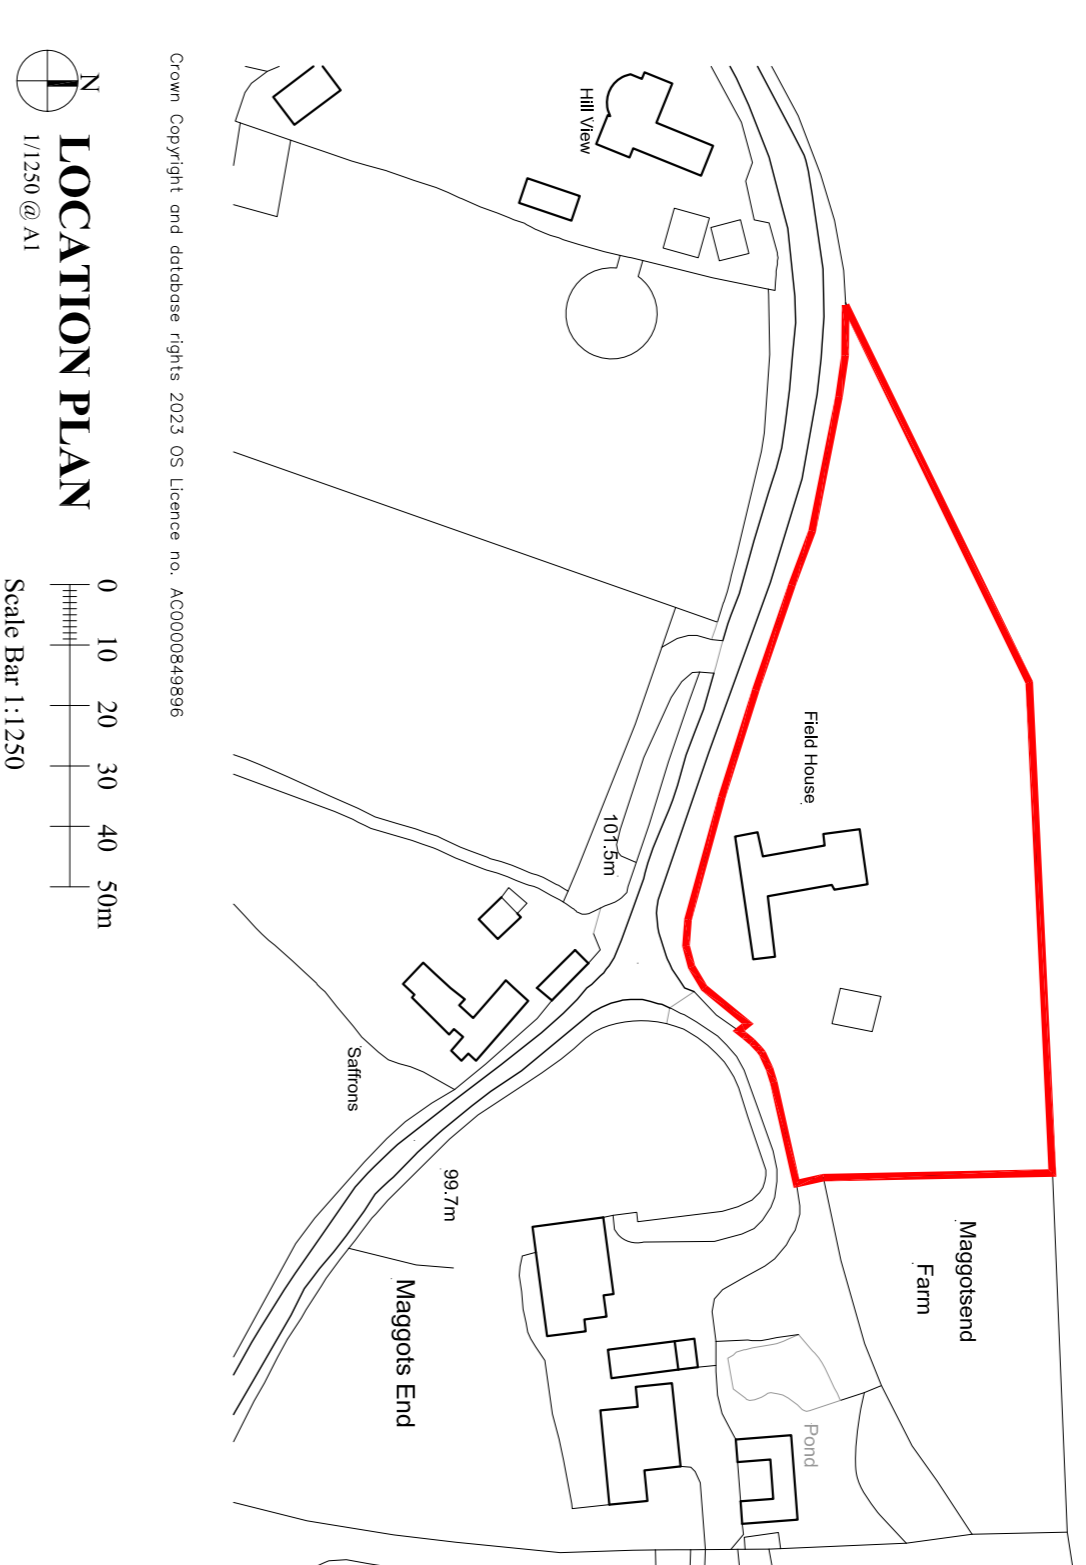 Hill View
Field House
101.5m
Saffrons
99.7m
Maggotsend
Farm
Maggots End
Pond
Crown Copyright and database rights 2023 OS Licence no. AC0000849896
N
LOCATION PLAN
1/1250 @ A1
0 10 20 30 40 50m
Scale Bar 1:1250